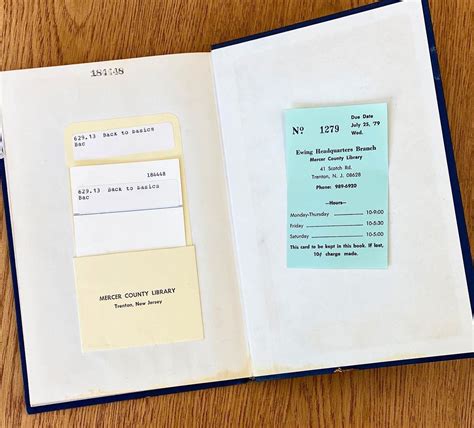 184448
629.13 Back to basics
Bac
184448
629.13 Back to basics
Bac
MERCER COUNTY LIBRARY
Trenton, New Jersey
Nº 1279
Due Date
July 25, '79
Wed.
Ewing Headquarters Branch
Mercer County Library
41 Scotch Rd.
Trenton, N. J. 08628
Phone: 989-6920
—Hours—
Monday-Thursday 10-9:00
Friday 10-5:30
Saturday 10-5:00
This card to be kept in this book. If lost,
10¢ charge made.